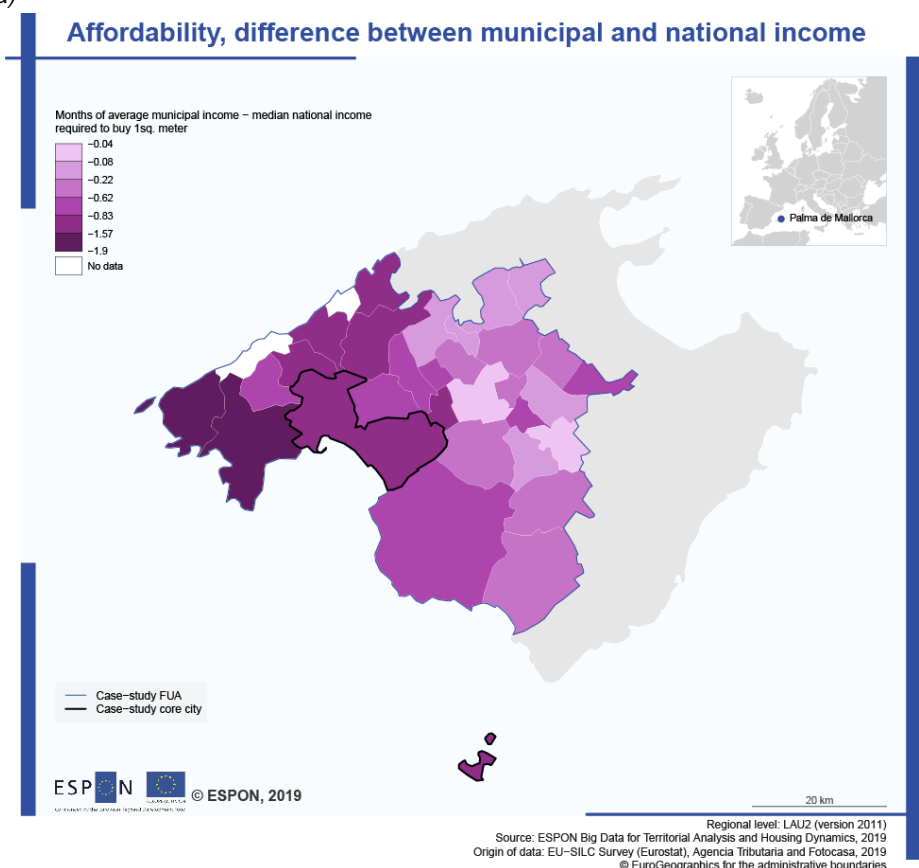 a)
Affordability, difference between municipal and national income
Months of average municipal income − median national income
required to buy 1sq. meter
−0.04
−0.08
−0.22
−0.62
−0.83
−1.57
−1.9
No data
Palma de Mallorca
Case−study FUA
Case−study core city
ESPON
© ESPON, 2019
20 km
Regional level: LAU2 (version 2011)
Source: ESPON Big Data for Territorial Analysis and Housing Dynamics, 2019
Origin of data: EU−SILC Survey (Eurostat), Agencia Tributaria and Fotocasa, 2019
© EuroGeographics for the administrative boundaries